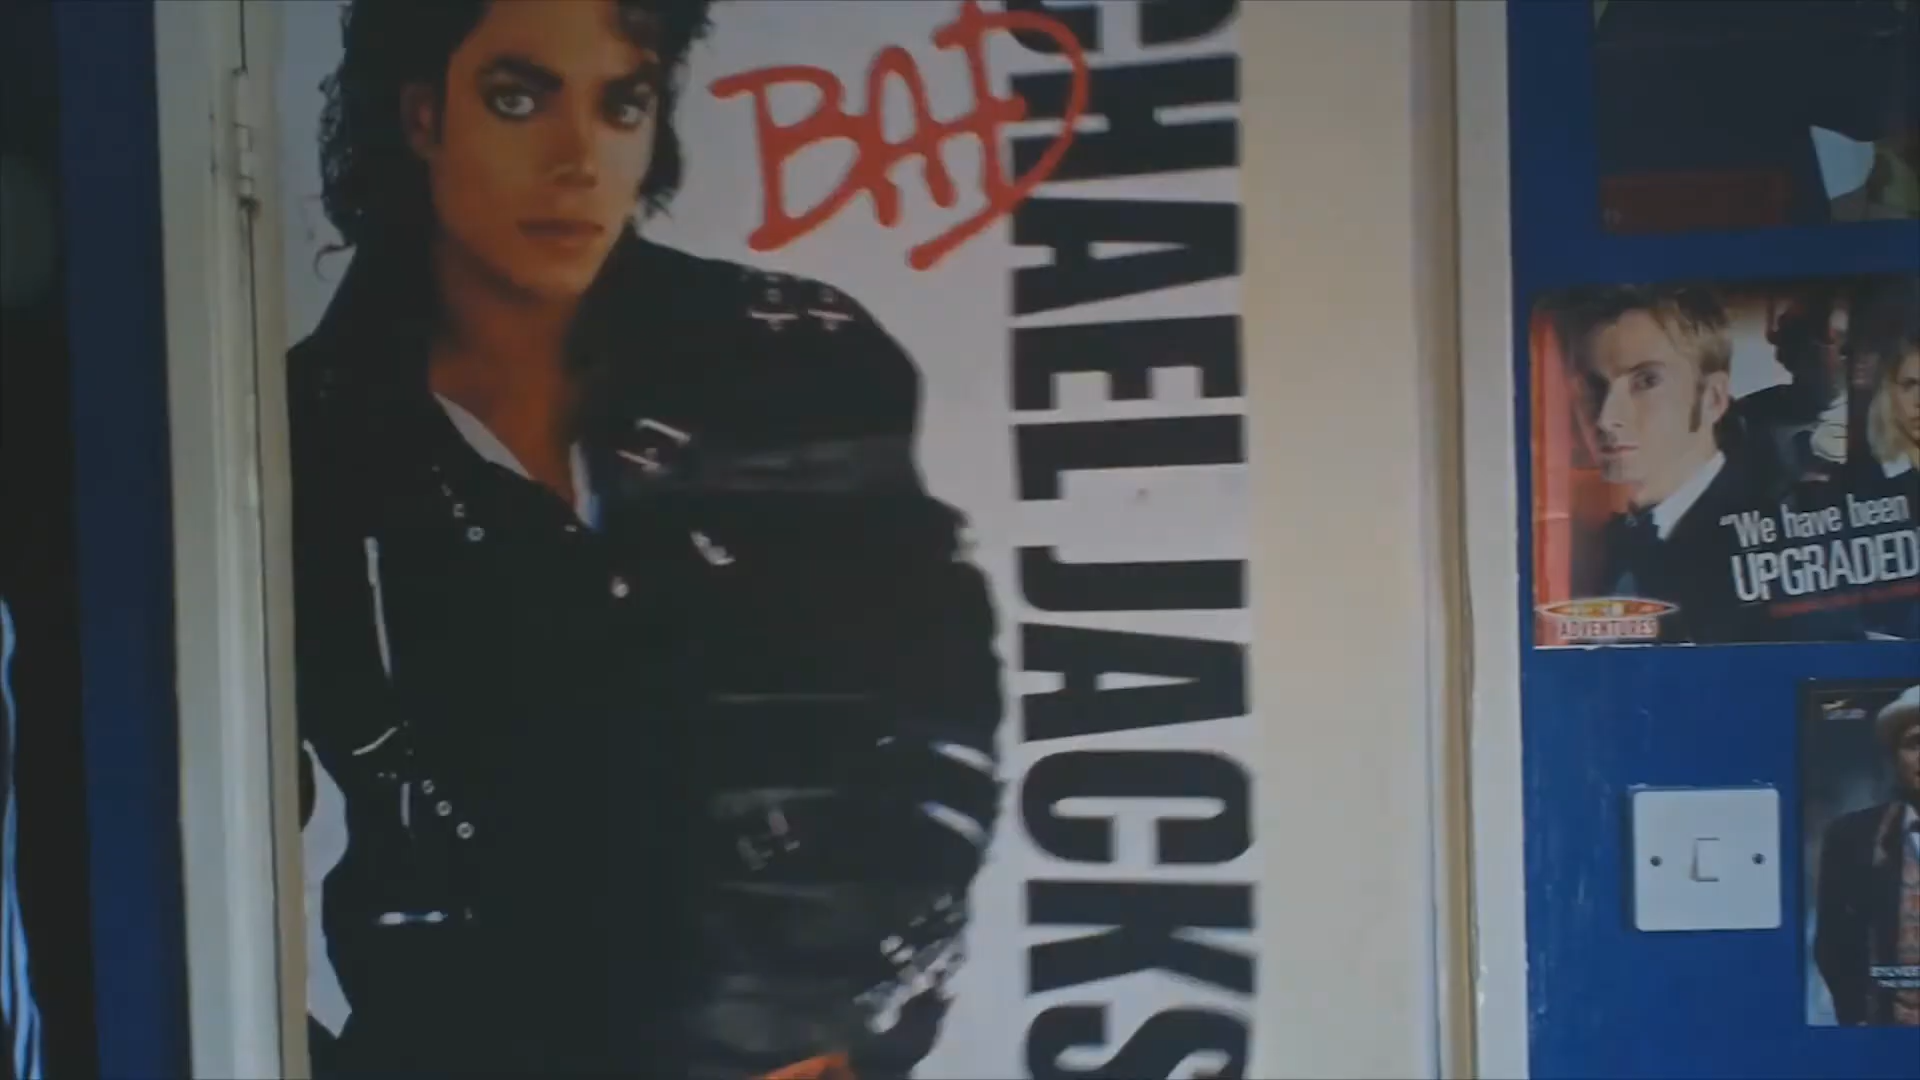 BAD
CHAEL JACKS
"We have been
UPGRADED
ADVENTURES